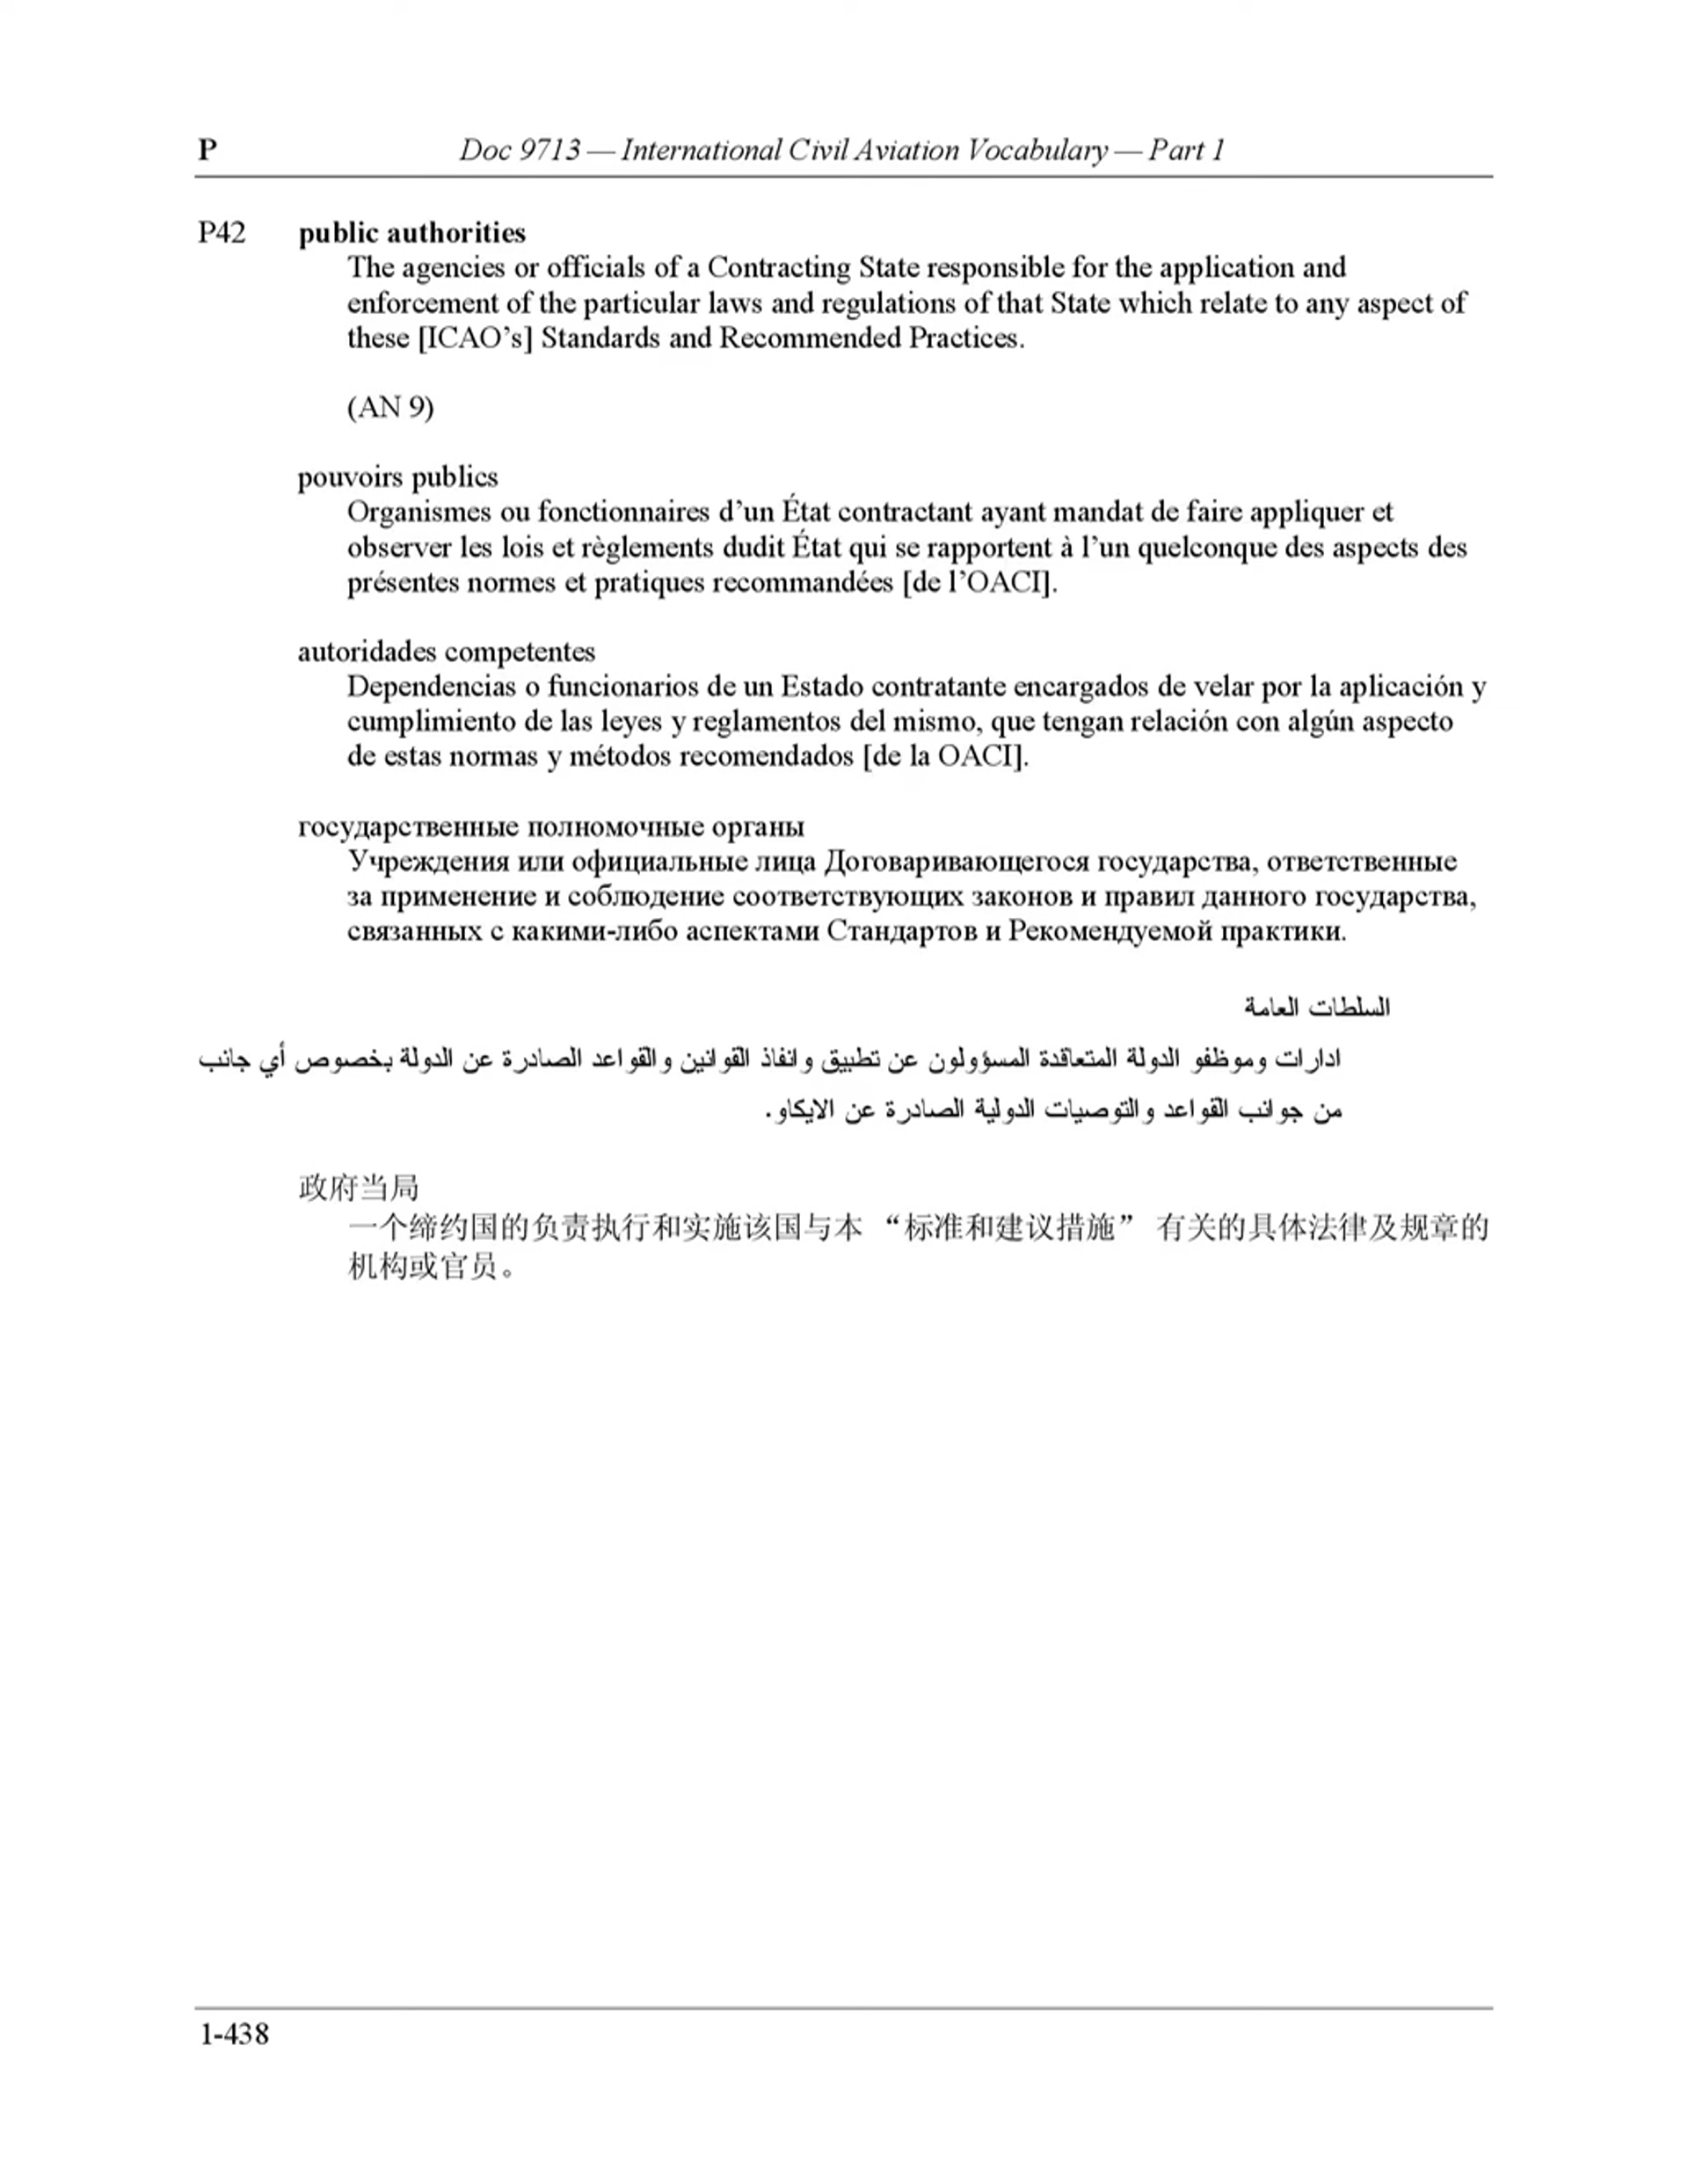 P Doc 9713 — International Civil Aviation Vocabulary — Part 1
P42 public authorities
The agencies or officials of a Contracting State responsible for the application and
enforcement of the particular laws and regulations of that State which relate to any aspect of
these [ICAO’s] Standards and Recommended Practices.
(AN 9)
pouvoirs publics
Organismes ou fonctionnaires d’un État contractant ayant mandat de faire appliquer et
observer les lois et règlements dudit État qui se rapportent à l’un quelconque des aspects des
présentes normes et pratiques recommandées [de l’OACI].
autoridades competentes
Dependencias o funcionarios de un Estado contratante encargados de velar por la aplicación y
cumplimiento de las leyes y reglamentos del mismo, que tengan relación con algún aspecto
de estas normas y métodos recomendados [de la OACI].
государственные полномочные органы
Учреждения или официальные лица Договаривающегося государства, ответственные
за применение и соблюдение соответствующих законов и правил данного государства,
связанных с какими-либо аспектами Стандартов и Рекомендуемой практики.
السلطات العامة
ادارات وموظفو الدولة المتعاقدة المسؤولون عن تطبيق وانفاذ القوانين والقواعد الصادرة عن الدولة بخصوص أي جانب
من جوانب القواعد والتوصيات الدولية الصادرة عن الايكاو.
政府当局
一个缔约国的负责执行和实施该国与本 “标准和建议措施” 有关的具体法律及规章的
机构或官员。
1-438